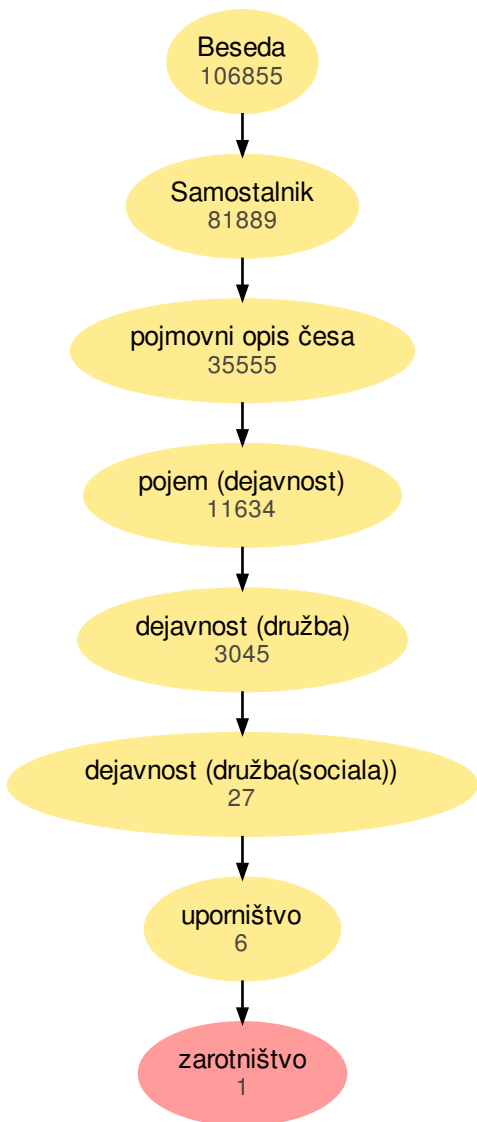 Beseda
106855
Samostalnik
81889
pojmovni opis česa
35555
pojem (dejavnost)
11634
dejavnost (družba)
3045
dejavnost (družba(sociala))
27
uporništvo
6
zarotništvo
1